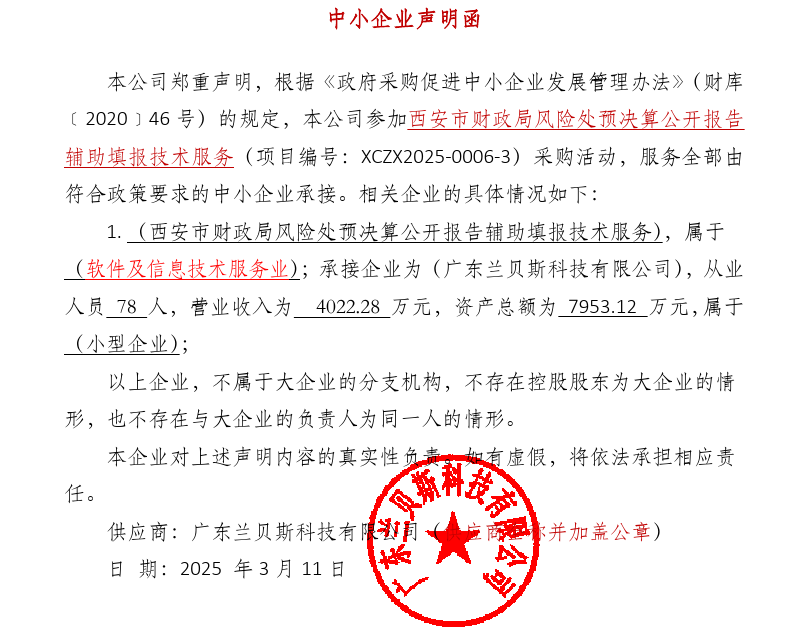 中小企业声明函
本公司郑重声明，根据《政府采购促进中小企业发展管理办法》（财库
﹝2020﹞46 号）的规定，本公司参加西安市财政局风险处预决算公开报告
辅助填报技术服务（项目编号：XCZX2025-0006-3）采购活动，服务全部由
符合政策要求的中小企业承接。相关企业的具体情况如下：
1. （西安市财政局风险处预决算公开报告辅助填报技术服务），属于
（软件及信息技术服务业）；承接企业为（广东兰贝斯科技有限公司），从业
人员 78 人，营业收入为 4022.28 万元，资产总额为 7953.12 万元，属于
（小型企业）；
以上企业，不属于大企业的分支机构，不存在控股股东为大企业的情
形，也不存在与大企业的负责人为同一人的情形。
本企业对上述声明内容的真实性负责。如有虚假，将依法承担相应责
任。
供应商：广东兰贝斯科技有限公司（供应商全称并加盖公章）
日 期：2025 年 3 月 11 日
广东兰贝斯科技有限公司